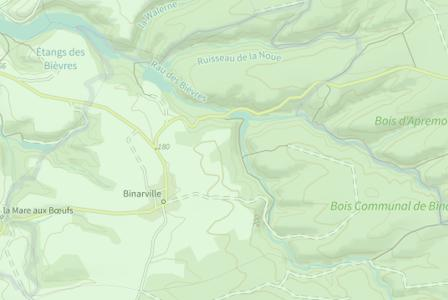 la Walerne
Étangs des
Bièvres
Ruisseau de la Noue
Rau des Bièvres
Bois d'Apremo
180
Binarville
la Mare aux Bœufs
Bois Communal de Bina